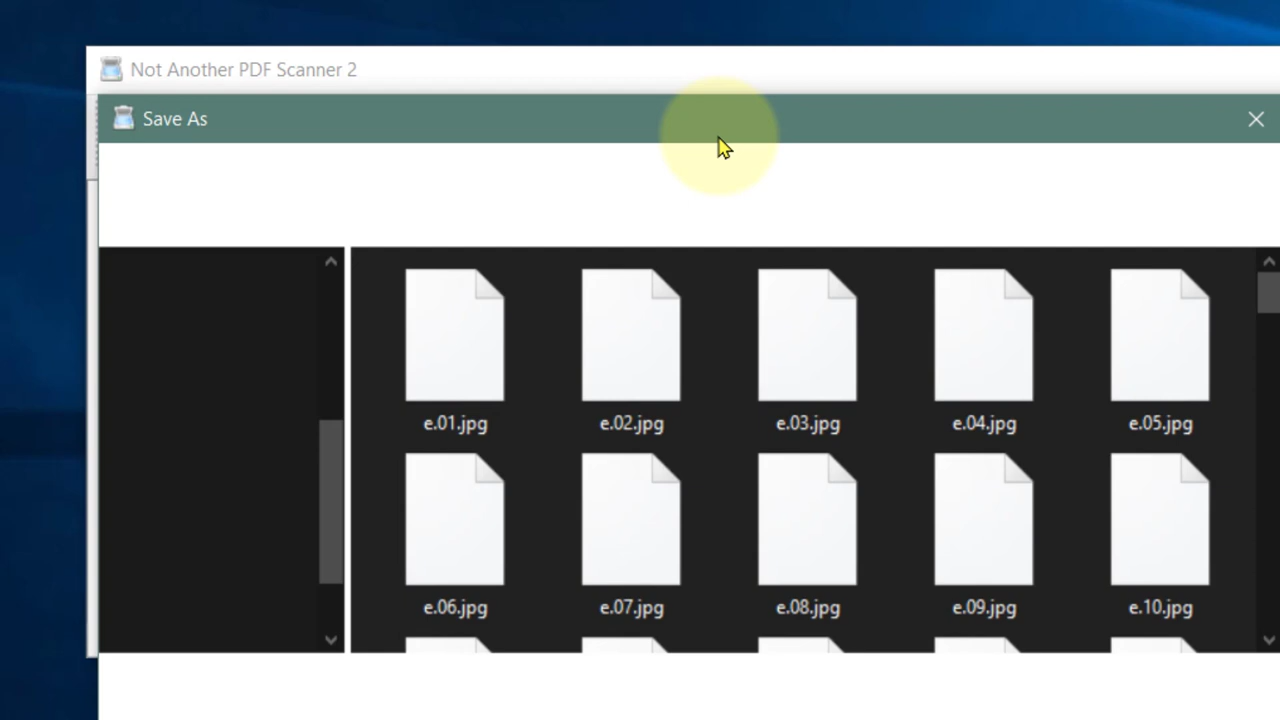 Not Another PDF Scanner 2
Save As
e.01.jpg e.02.jpg e.03.jpg e.04.jpg e.05.jpg
e.06.jpg e.07.jpg e.08.jpg e.09.jpg e.10.jpg